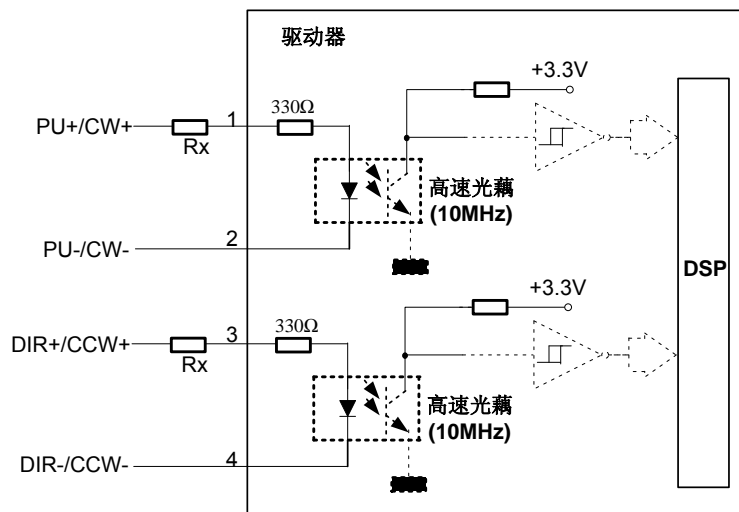 驱动器
+3.3V
330Ω
PU+/CW+
1
Rx
高速光藕
(10MHz)
PU-/CW-
2
DSP
+3.3V
330Ω
DIR+/CCW+
3
Rx
高速光藕
(10MHz)
DIR-/CCW-
4